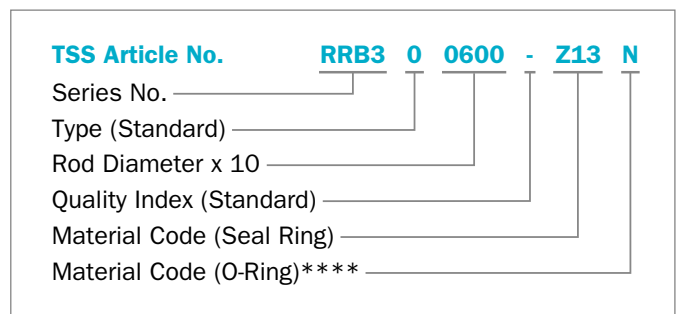 TSS Article No. RRB3 0 0600 - Z13 N
Series No.
Type (Standard)
Rod Diameter x 10
Quality Index (Standard)
Material Code (Seal Ring)
Material Code (O-Ring)****